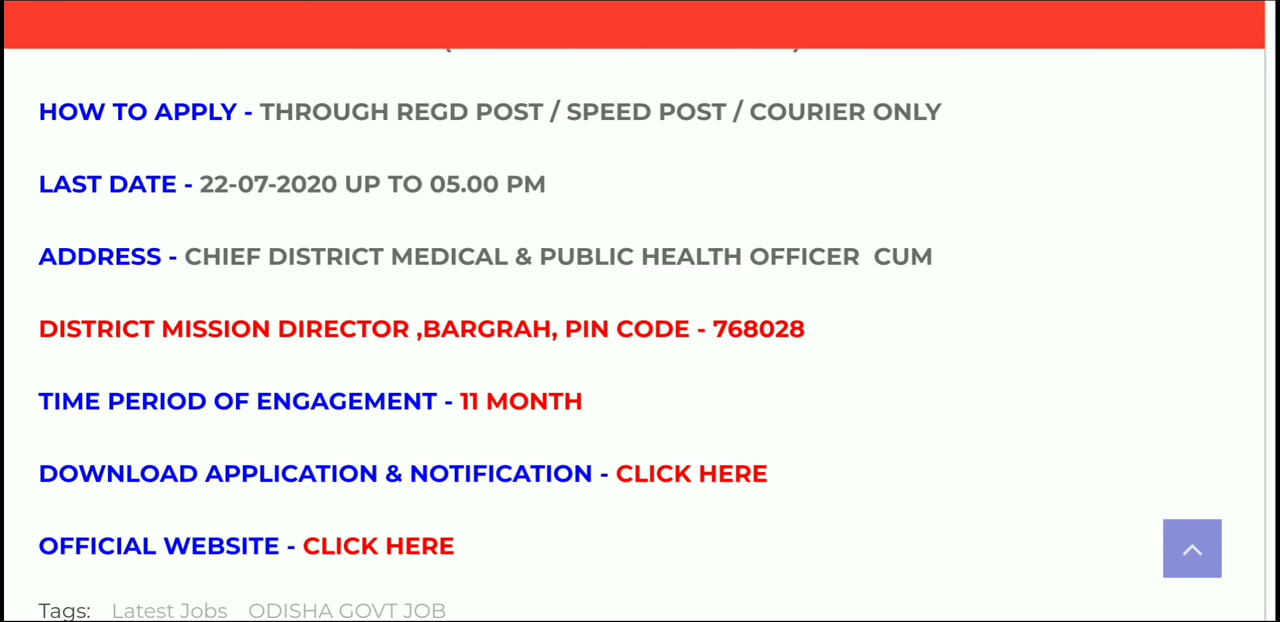 HOW TO APPLY - THROUGH REGD POST / SPEED POST / COURIER ONLY
LAST DATE - 22-07-2020 UP TO 05.00 PM
ADDRESS - CHIEF DISTRICT MEDICAL & PUBLIC HEALTH OFFICER CUM
DISTRICT MISSION DIRECTOR ,BARGRAH, PIN CODE - 768028
TIME PERIOD OF ENGAGEMENT - 11 MONTH
DOWNLOAD APPLICATION & NOTIFICATION - CLICK HERE
OFFICIAL WEBSITE - CLICK HERE
Tags: Latest Jobs ODISHA GOVT JOB